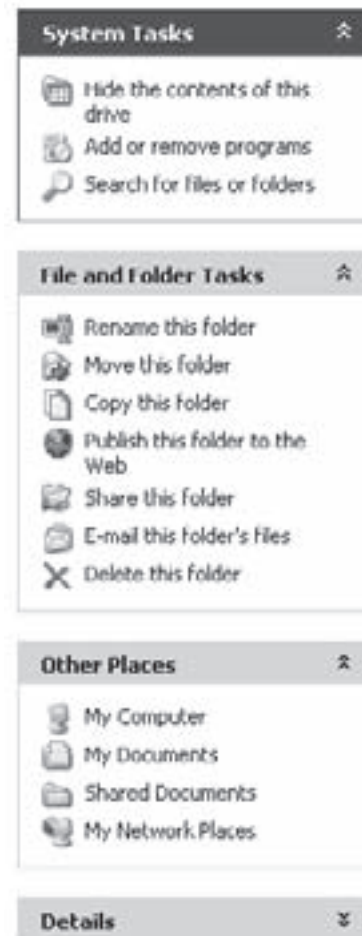 System Tasks
Hide the contents of this
drive
Add or remove programs
Search for files or folders
File and Folder Tasks
Rename this folder
Move this folder
Copy this folder
Publish this folder to the
Web
Share this folder
E-mail this folder's files
Delete this folder
Other Places
My Computer
My Documents
Shared Documents
My Network Places
Details